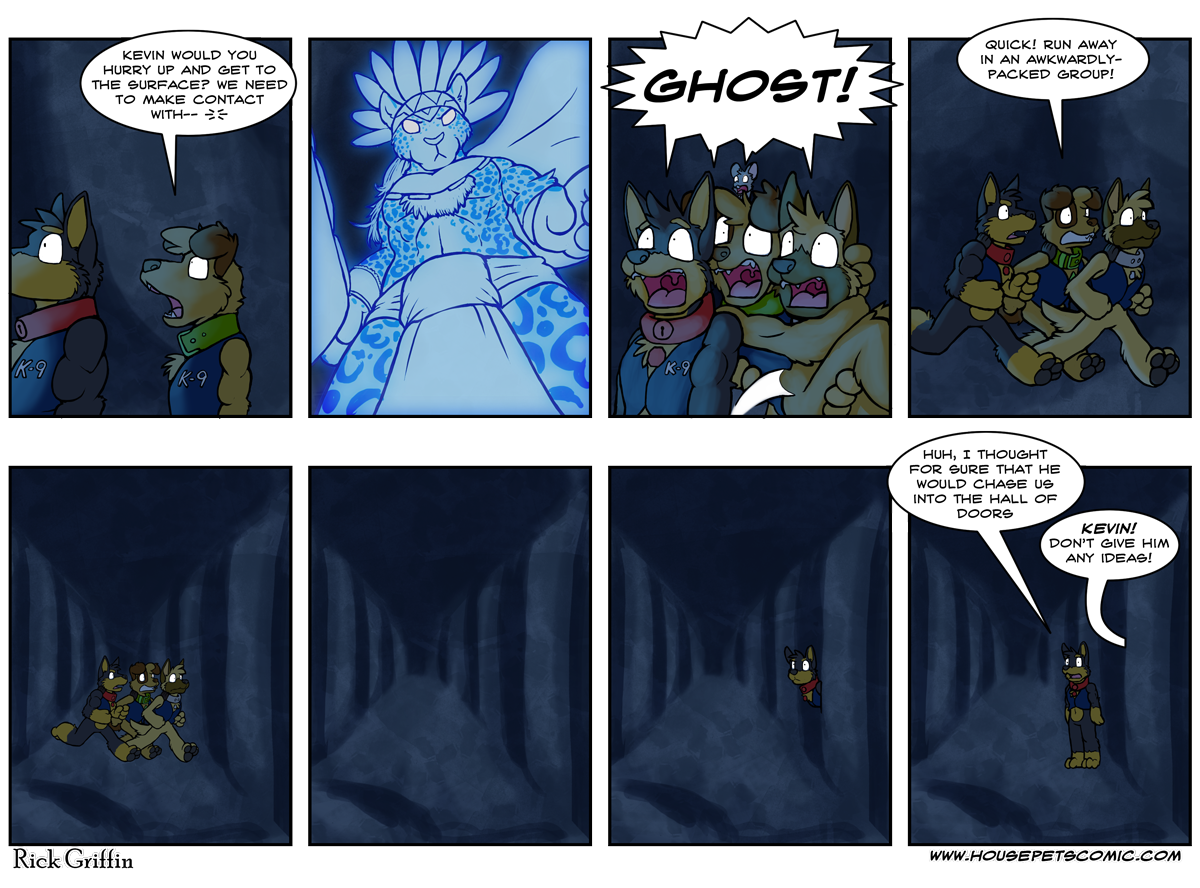 KEVIN WOULD YOU
HURRY UP AND GET TO
THE SURFACE? WE NEED
TO MAKE CONTACT
WITH--
K-9
K-9
GHOST!
K-9
QUICK! RUN AWAY
IN AN AWKWARDLY-
PACKED GROUP!
HUH, I THOUGHT
FOR SURE THAT HE
WOULD CHASE US
INTO THE HALL OF
DOORS
KEVIN!
DON'T GIVE HIM
ANY IDEAS!
Rick Griffin
WWW.HOUSEPETSCOMIC.COM